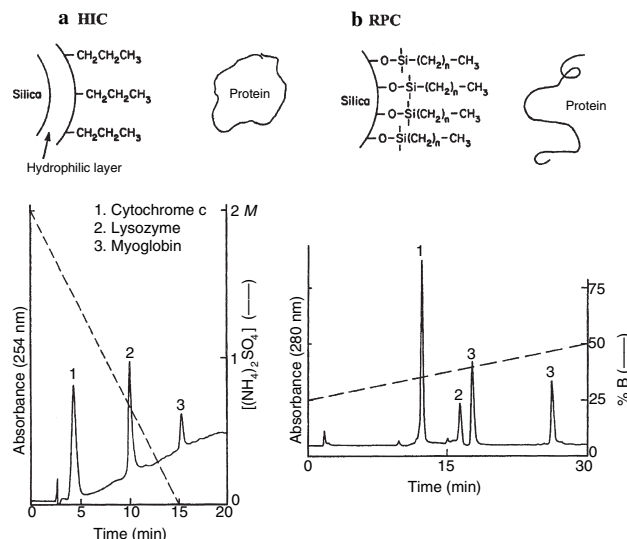 a HIC
CH₂CH₂CH₃
Silica
CH₂CH₂CH₃
Protein
CH₂CH₂CH₃
Hydrophilic layer
1. Cytochrome c
2. Lysozyme
3. Myoglobin
2 M
1
0
1
2
3
Absorbance (254 nm)
[(NH₄)₂SO₄] (——)
0
5
10
15
20
Time (min)
b RPC
O—Si—(CH₂)ₙ—CH₃
O—Si—(CH₂)ₙ—CH₃
Silica
O—Si(CH₂)ₙ—CH₃
O—Si(CH₂)ₙ—CH₃
Protein
1
2
3
3
75
50
25
0
Absorbance (280 nm)
% B (——)
0
15
30
Time (min)